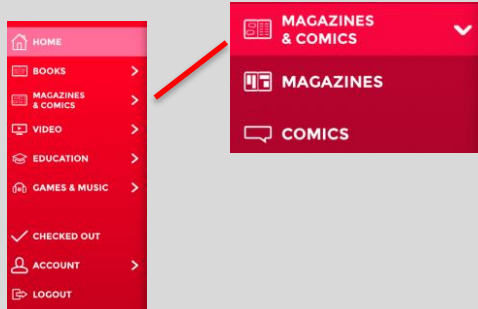 HOME
BOOKS
MAGAZINES
& COMICS
VIDEO
EDUCATION
GAMES & MUSIC
CHECKED OUT
ACCOUNT
LOGOUT
MAGAZINES
& COMICS
MAGAZINES
COMICS